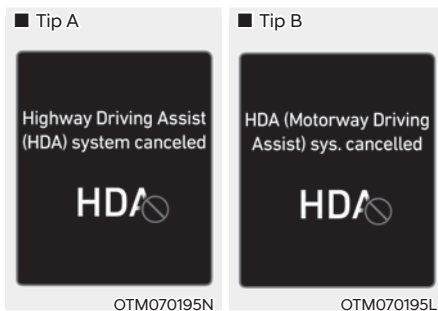 ■ Tip A
Highway Driving Assist
(HDA) system canceled
HDA
OTM070195N
■ Tip B
HDA (Motorway Driving
Assist) sys. cancelled
HDA
OTM070195L